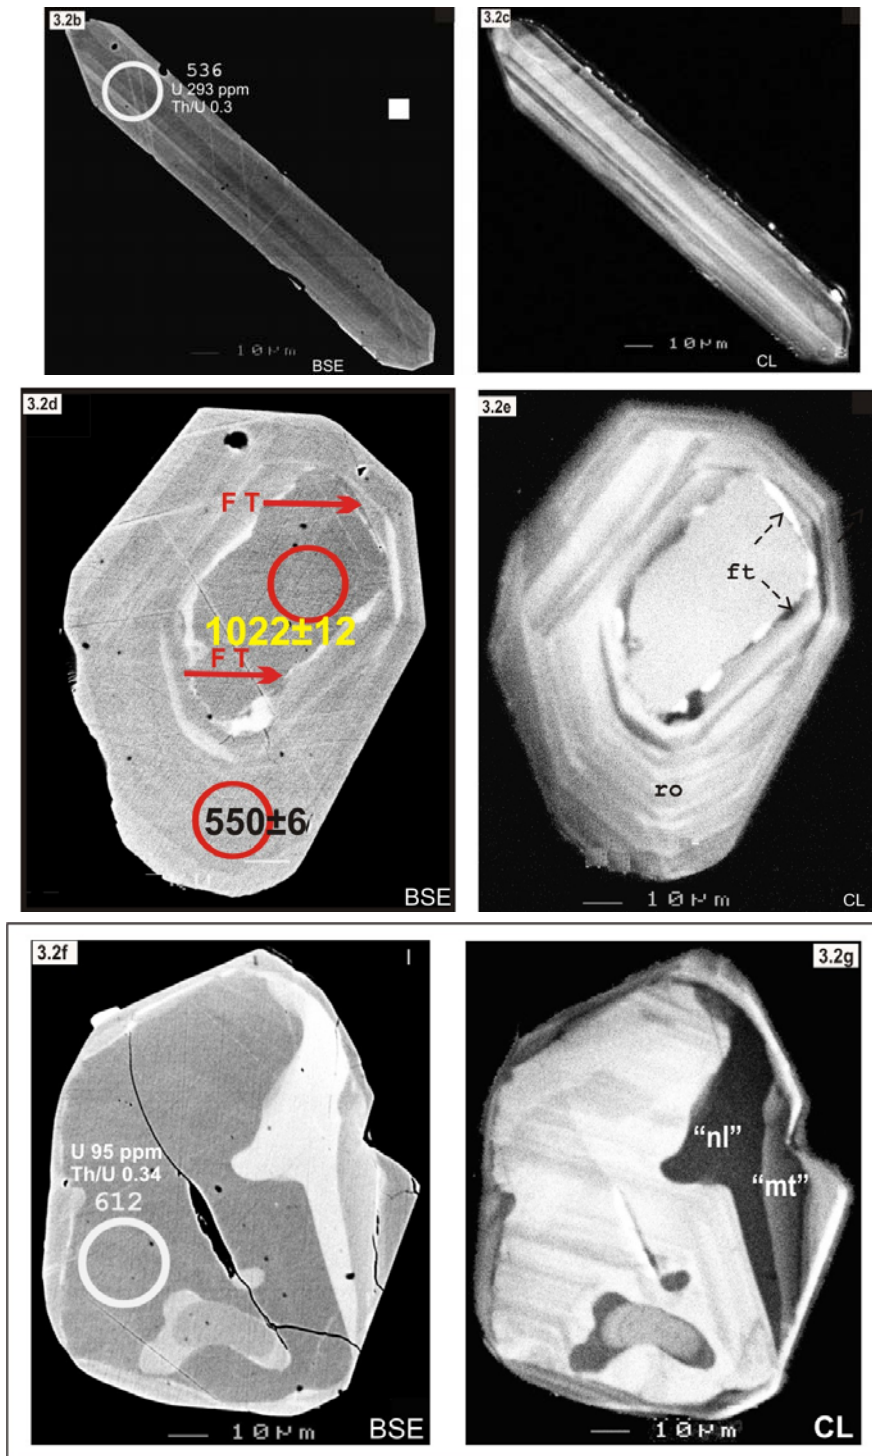 3.2b
536
U 293 ppm
Th/U 0.3
10 µm
BSE
3.2c
10 µm
CL
3.2d
F T
1022±12
F T
550±6
BSE
3.2e
ft
ro
10 µm
CL
3.2f
U 95 ppm
Th/U 0.34
612
10 µm
BSE
3.2g
“nl”
“mt”
10 µm
CL